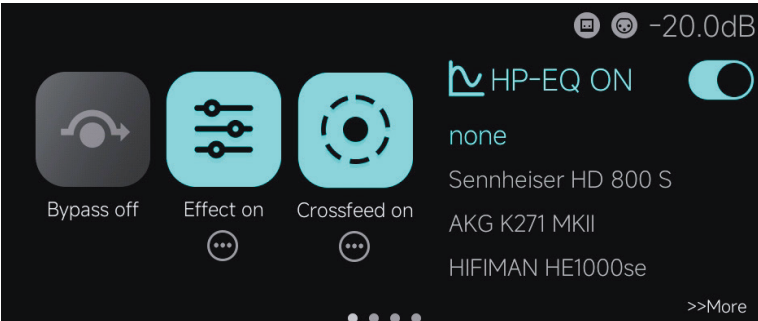 -20.0dB
HP-EQ ON
none
Sennheiser HD 800 S
AKG K271 MKII
HIFIMAN HE1000se
Bypass off
Effect on
Crossfeed on
>>More